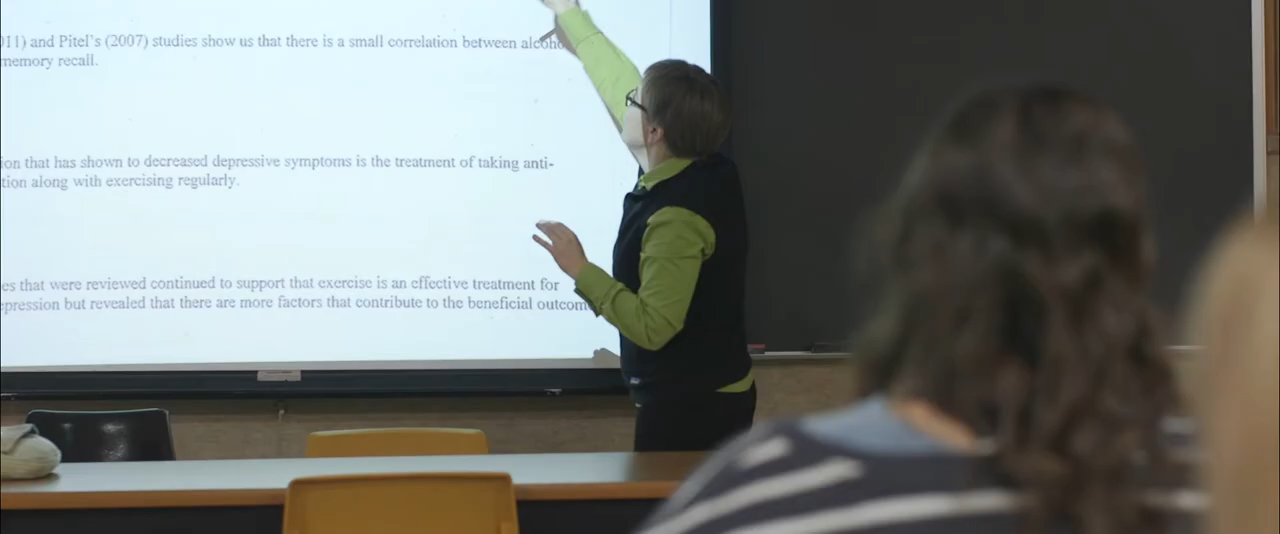 11) and Pitel's (2007) studies show us that there is a small correlation between alcoho
memory recall.
ion that has shown to decreased depressive symptoms is the treatment of taking anti-
tion along with exercising regularly.
es that were reviewed continued to support that exercise is an effective treatment for
epression but revealed that there are more factors that contribute to the beneficial outcom